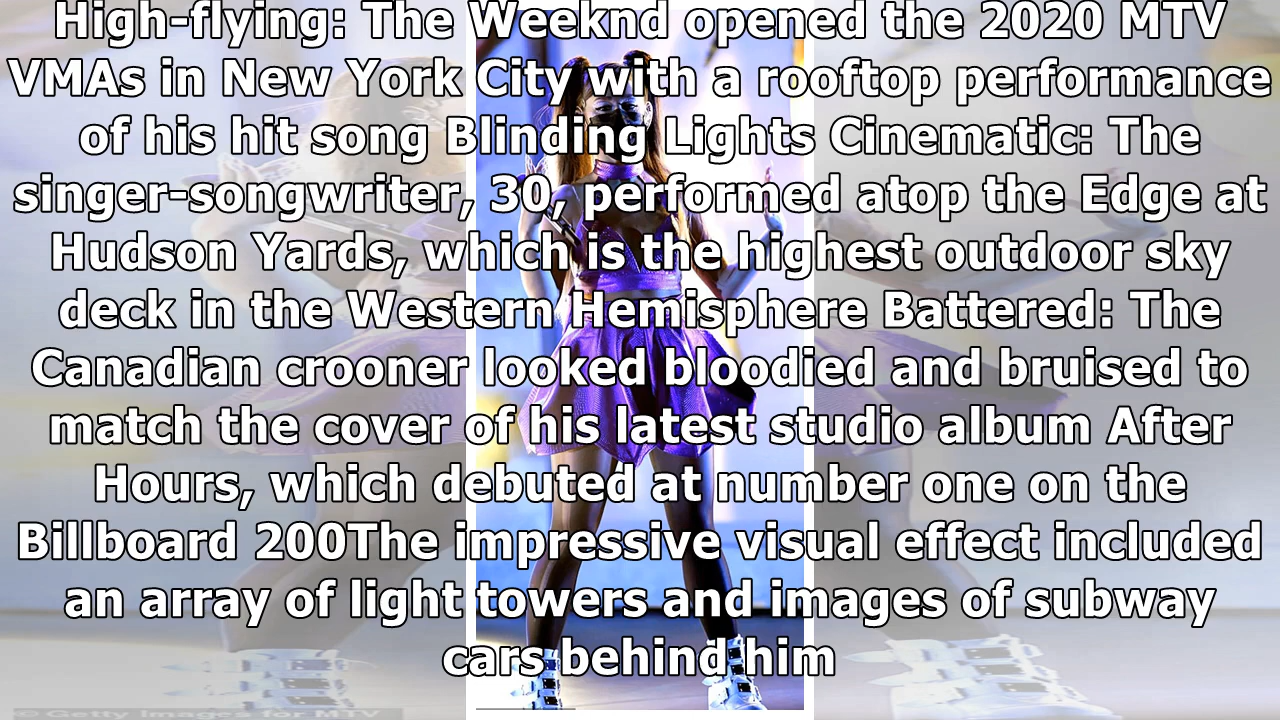 High-flying: The Weeknd opened the 2020 MTV
VMAs in New York City with a rooftop performance
of his hit song Blinding Lights Cinematic: The
singer-songwriter, 30, performed atop the Edge at
Hudson Yards, which is the highest outdoor sky
deck in the Western Hemisphere Battered: The
Canadian crooner looked bloodied and bruised to
match the cover of his latest studio album After
Hours, which debuted at number one on the
Billboard 200The impressive visual effect included
an array of light towers and images of subway
cars behind him
© Getty Images for MTV